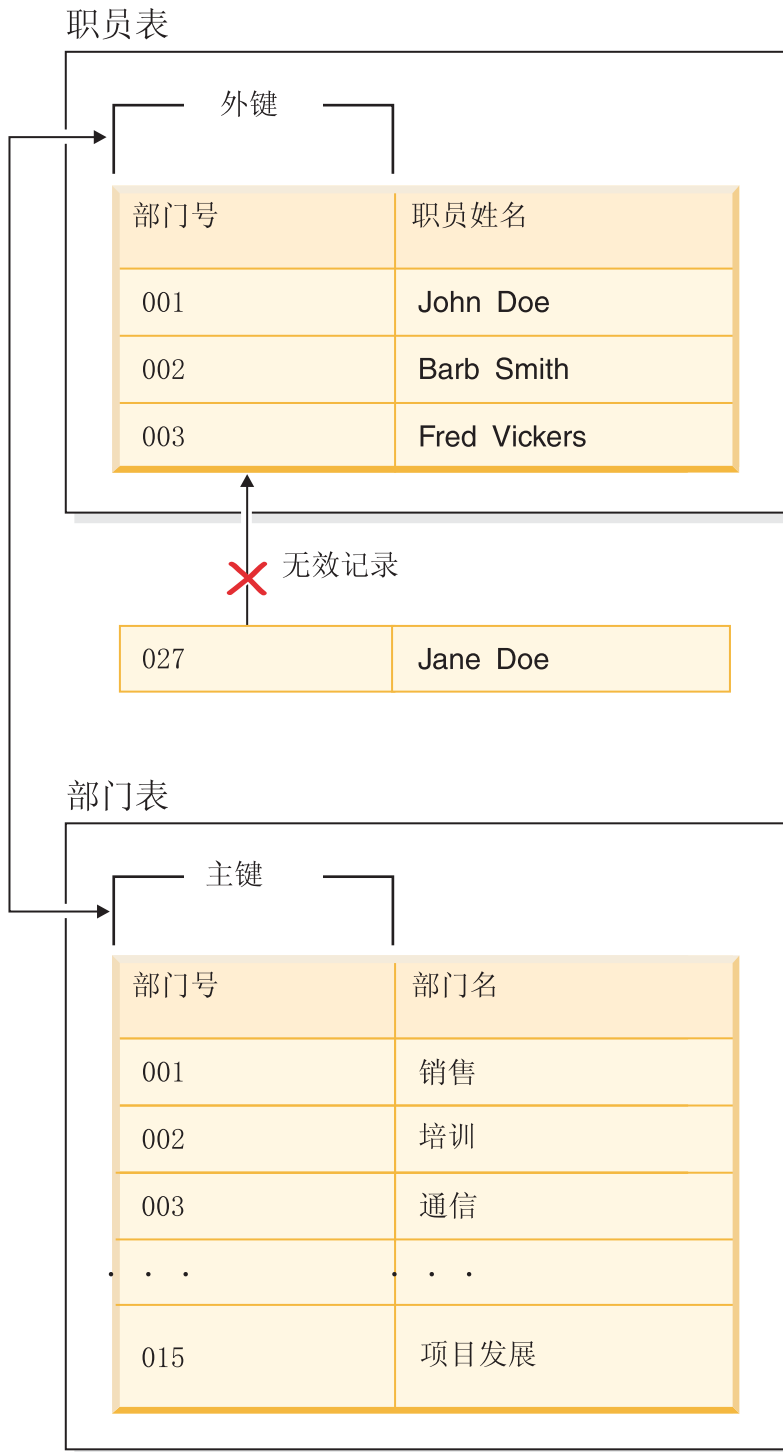 职员表
外键
部门号 职员姓名
001 John Doe
002 Barb Smith
003 Fred Vickers
无效记录
027 Jane Doe
部门表
主键
部门号 部门名
001 销售
002 培训
003 通信
. . . . . .
015 项目发展